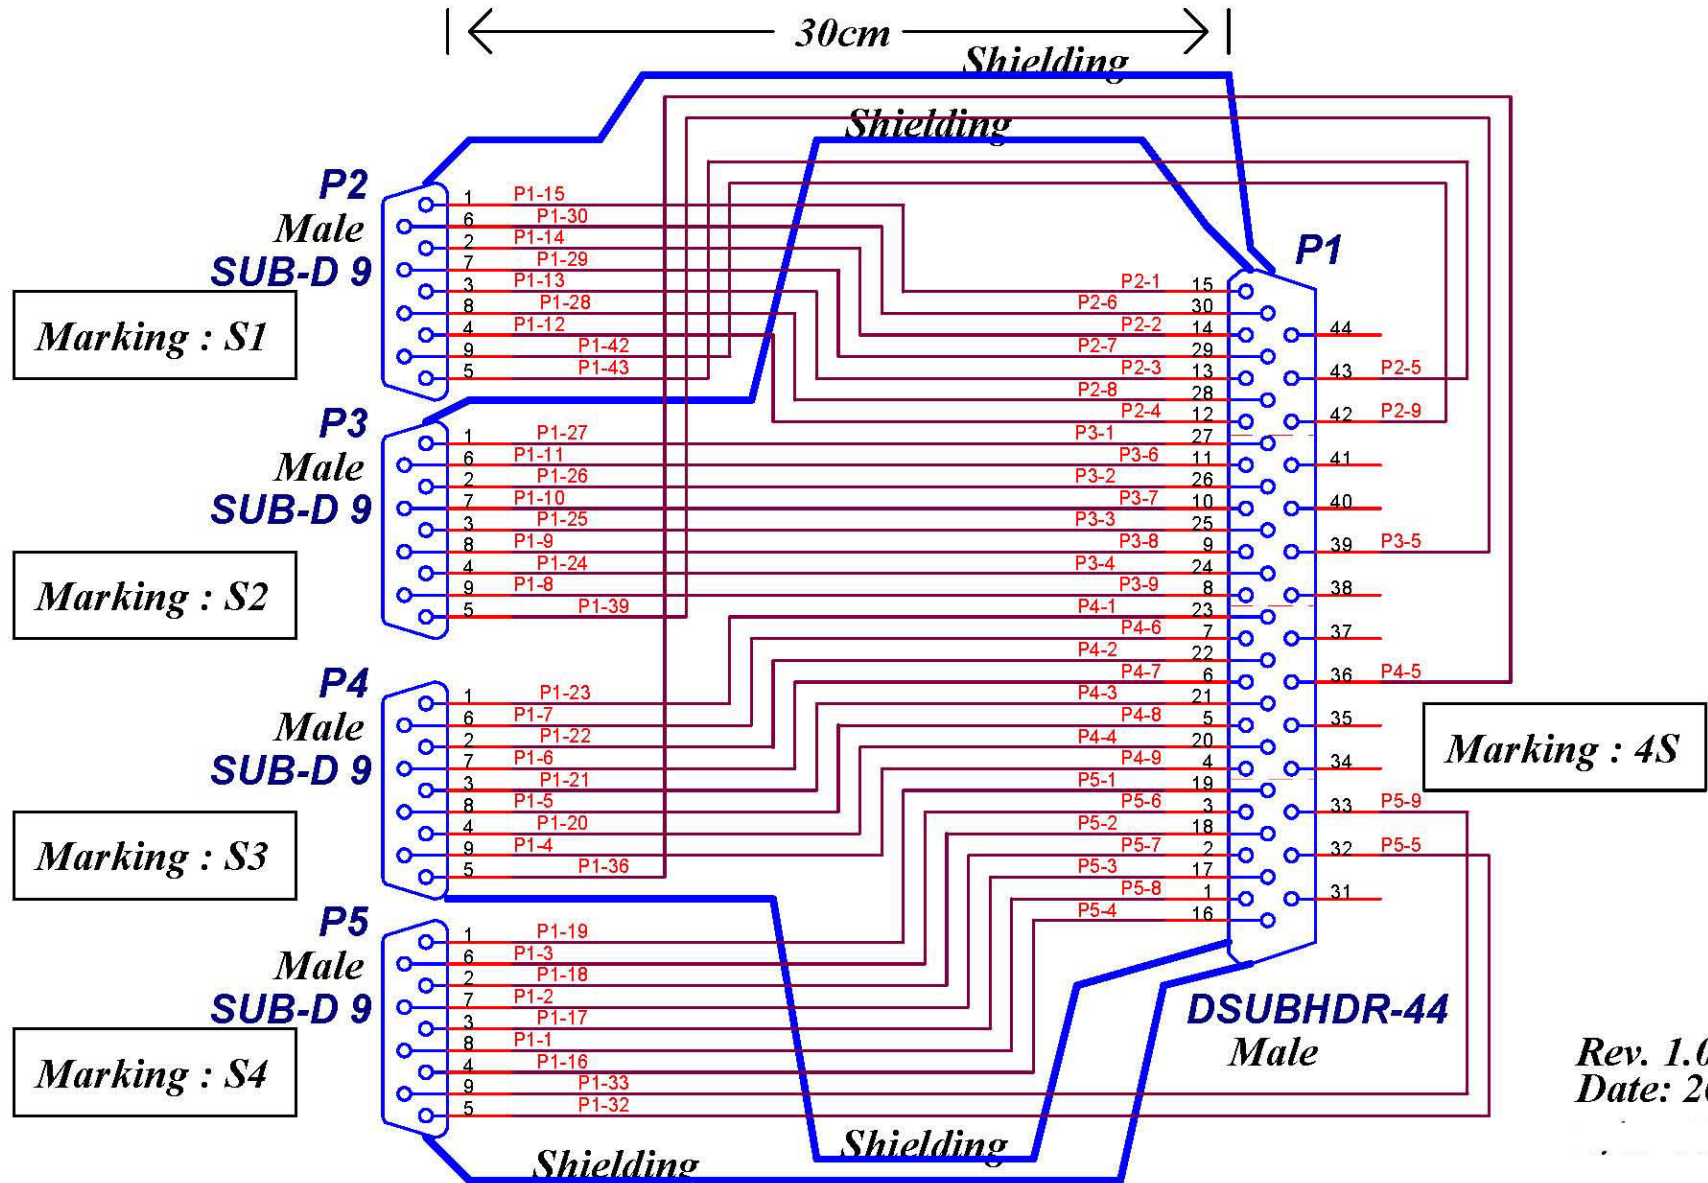 30cm
Shielding
Shielding
P2
Male
SUB-D 9
Marking : S1
1 P1-15
6 P1-30
2 P1-14
7 P1-29
3 P1-13
8 P1-28
4 P1-12
9 P1-42
5 P1-43
P3
Male
SUB-D 9
Marking : S2
1 P1-27
6 P1-11
2 P1-26
7 P1-10
3 P1-25
8 P1-9
4 P1-24
9 P1-8
5 P1-39
P4
Male
SUB-D 9
Marking : S3
1 P1-23
6 P1-7
2 P1-22
7 P1-6
3 P1-21
8 P1-5
4 P1-20
9 P1-4
5 P1-36
P5
Male
SUB-D 9
Marking : S4
1 P1-19
6 P1-3
2 P1-18
7 P1-2
3 P1-17
8 P1-1
4 P1-16
9 P1-33
5 P1-32
P1
P2-1 15
P2-6 30
P2-2 14
P2-7 29
P2-3 13
P2-8 28
P2-4 12
P3-1 27
P3-6 11
P3-2 26
P3-7 10
P3-3 25
P3-8 9
P3-4 24
P3-9 8
P4-1 23
P4-6 7
P4-2 22
P4-7 6
P4-3 21
P4-8 5
P4-4 20
P4-9 4
P5-1 19
P5-6 3
P5-2 18
P5-7 2
P5-3 17
P5-8 1
P5-4 16
44
43 P2-5
42 P2-9
41
40
39 P3-5
38
37
36 P4-5
35
34
33 P5-9
32 P5-5
31
Marking : 4S
DSUBHDR-44
Male
Shielding
Shielding
Rev. 1.0
Date: 20